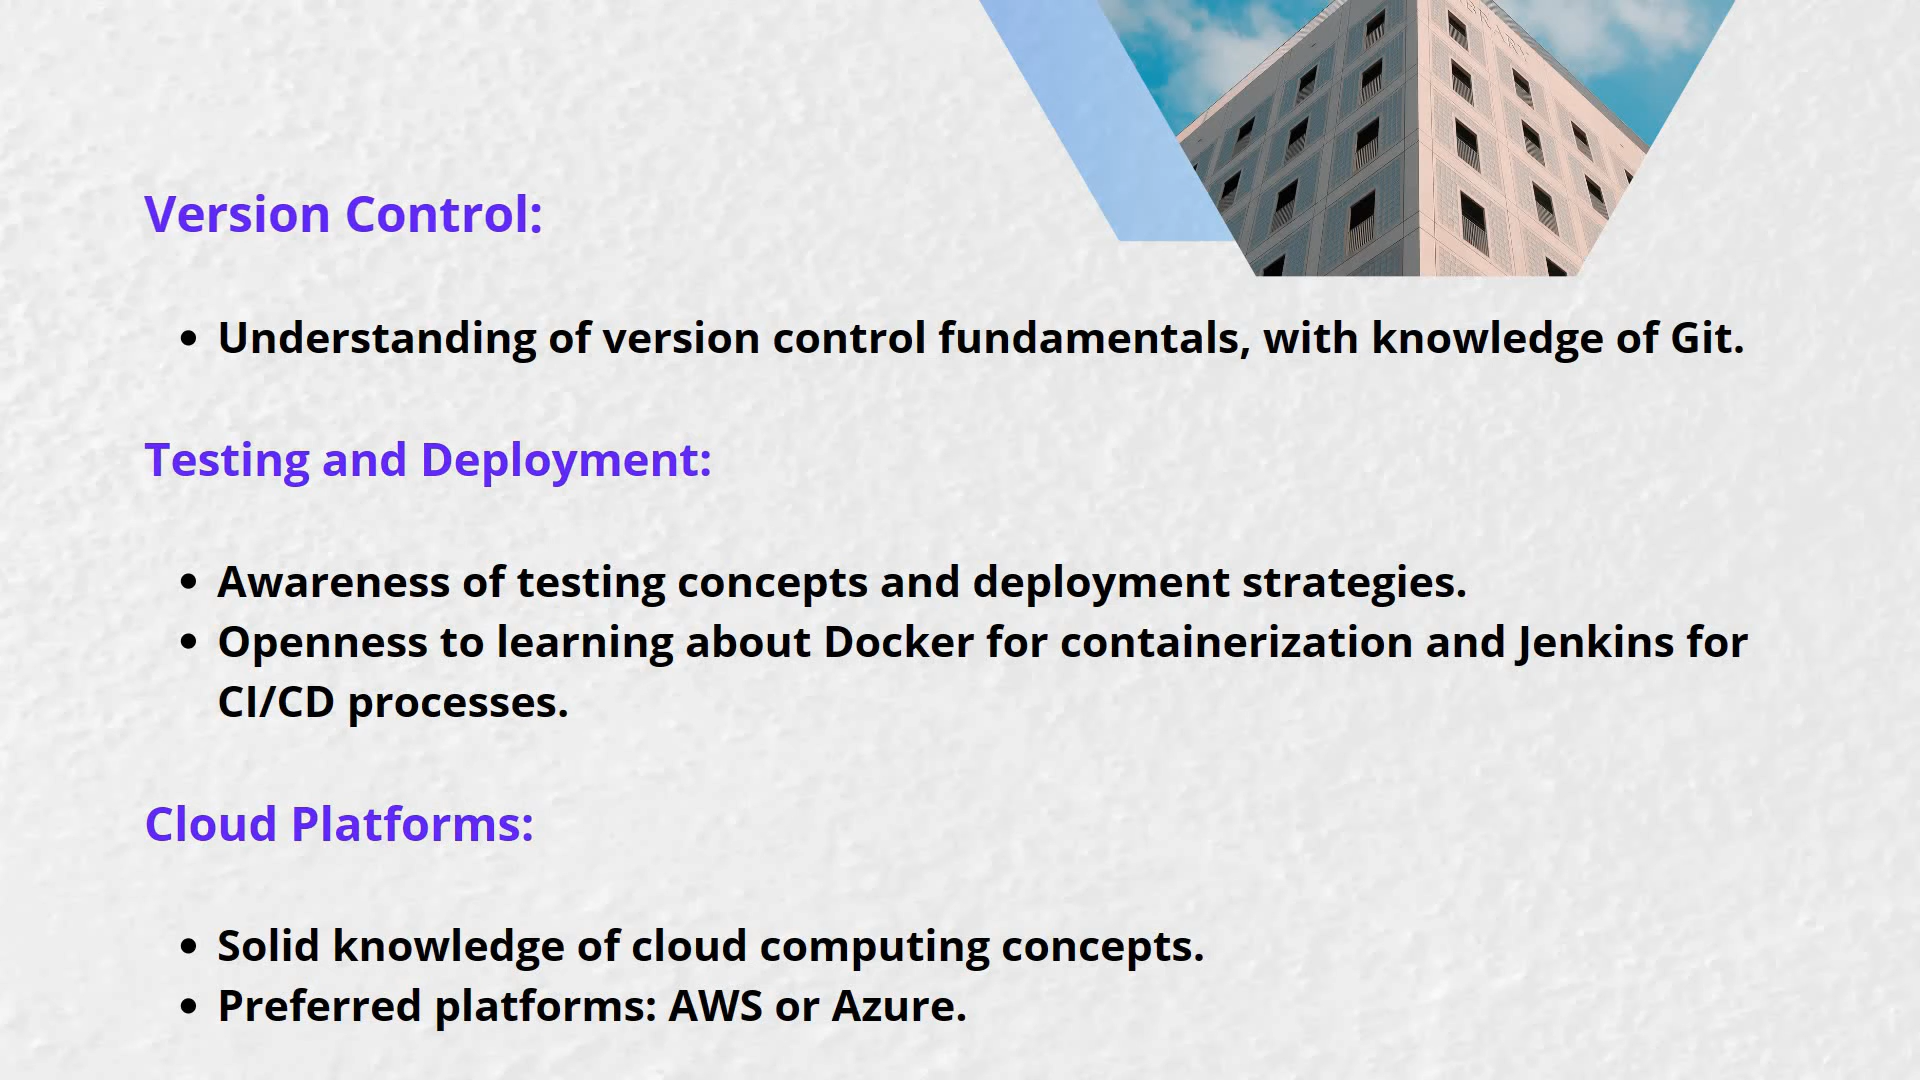 Version Control:
• Understanding of version control fundamentals, with knowledge of Git.
Testing and Deployment:
• Awareness of testing concepts and deployment strategies.
• Openness to learning about Docker for containerization and Jenkins for
CI/CD processes.
Cloud Platforms:
• Solid knowledge of cloud computing concepts.
• Preferred platforms: AWS or Azure.